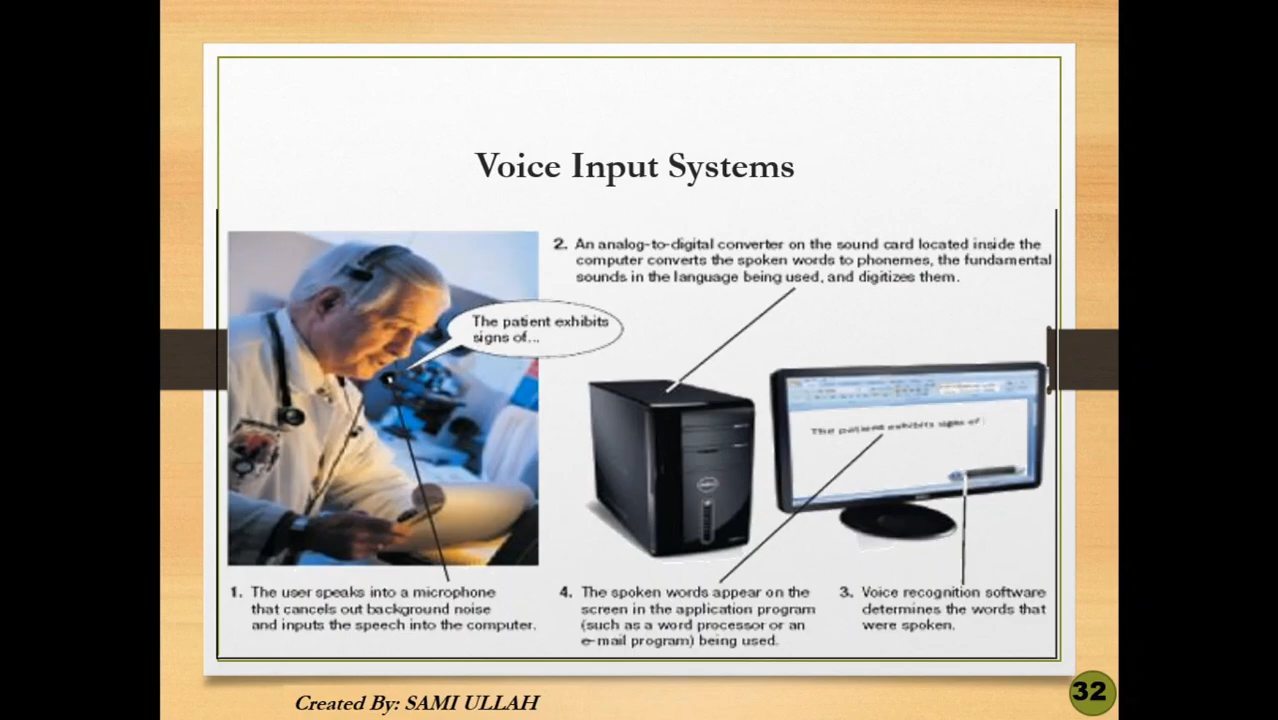 Voice Input Systems
2. An analog-to-digital converter on the sound card located inside the
computer converts the spoken words to phonemes, the fundamental
sounds in the language being used, and digitizes them.
The patient exhibits
signs of...
The patient exhibits signs of
1. The user speaks into a microphone
that cancels out background noise
and inputs the speech into the computer.
4. The spoken words appear on the
screen in the application program
(such as a word processor or an
e-mail program) being used.
3. Voice recognition software
determines the words that
were spoken.
Created By: SAMI ULLAH
32